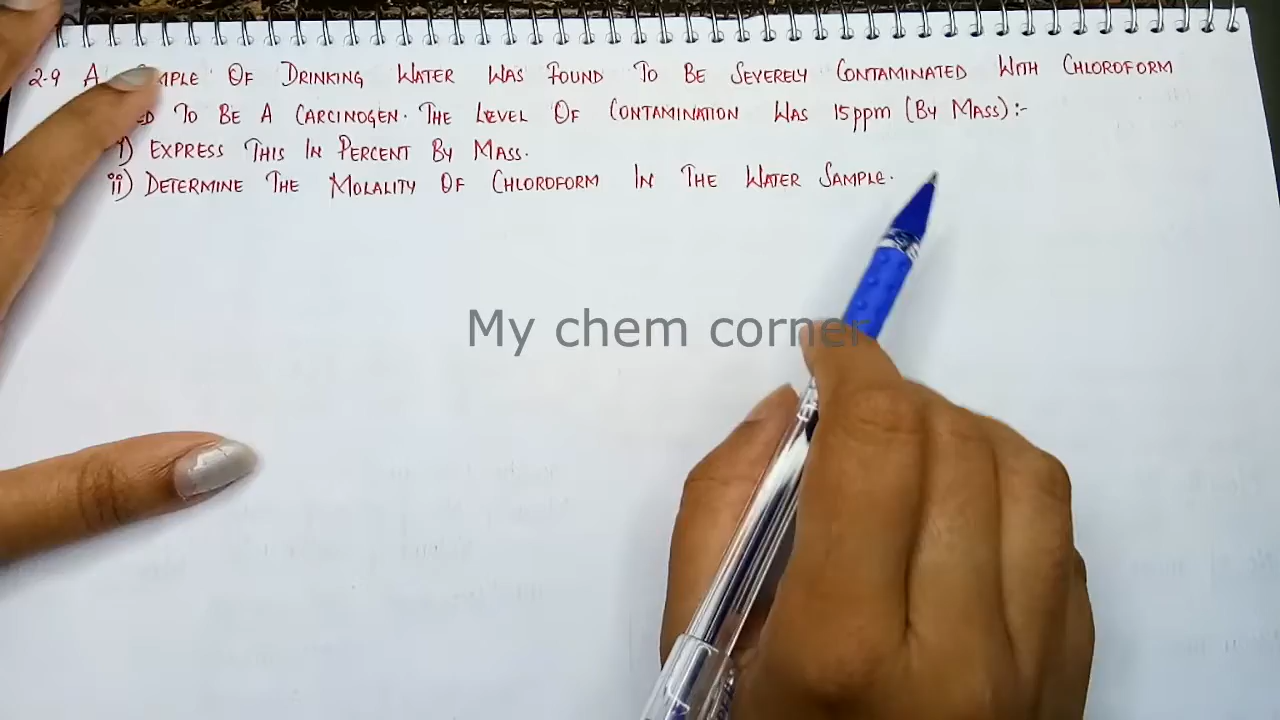 2.9 A OF DRINKING WATER WAS FOUND TO BE SEVERELY CONTAMINATED WITH CHLOROFORM
TO BE A CARCINOGEN. THE LEVEL OF CONTAMINATION WAS 15ppm (BY MASS):-
i) EXPRESS THIS IN PERCENT BY MASS.
ii) DETERMINE THE MOLALITY OF CHLOROFORM IN THE WATER SAMPLE.
My chem corner